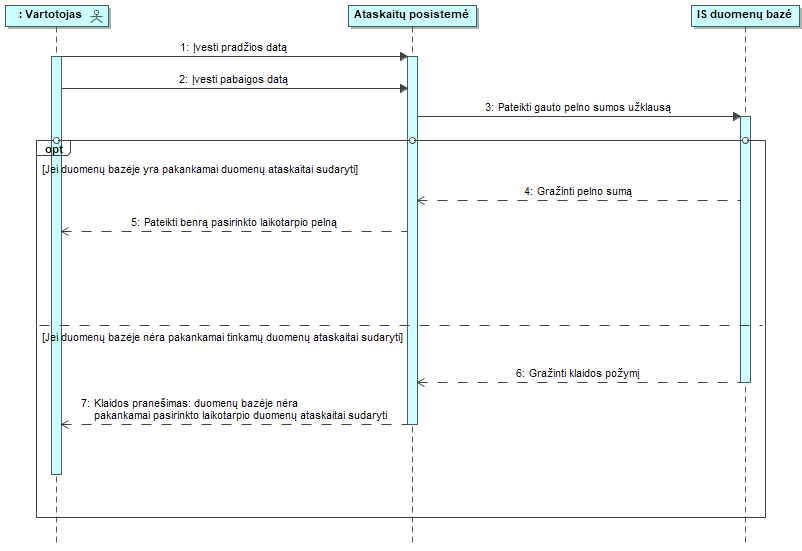 : Vartotojas
Ataskaitų posistemė
IS duomenų bazė
1: Įvesti pradžios datą
2: Įvesti pabaigos datą
3: Pateikti gauto pelno sumos užklausą
opt
[Jei duomenų bazėje yra pakankamai duomenų ataskaitai sudaryti]
4: Gražinti pelno sumą
5: Pateikti benrą pasirinkto laikotarpio pelną
[Jei duomenų bazėje nėra pakankamai tinkamų duomenų ataskaitai sudaryti]
6: Gražinti klaidos požymį
7: Klaidos pranešimas: duomenų bazėje nėra
pakankamai pasirinkto laikotarpio duomenų ataskaitai sudaryti